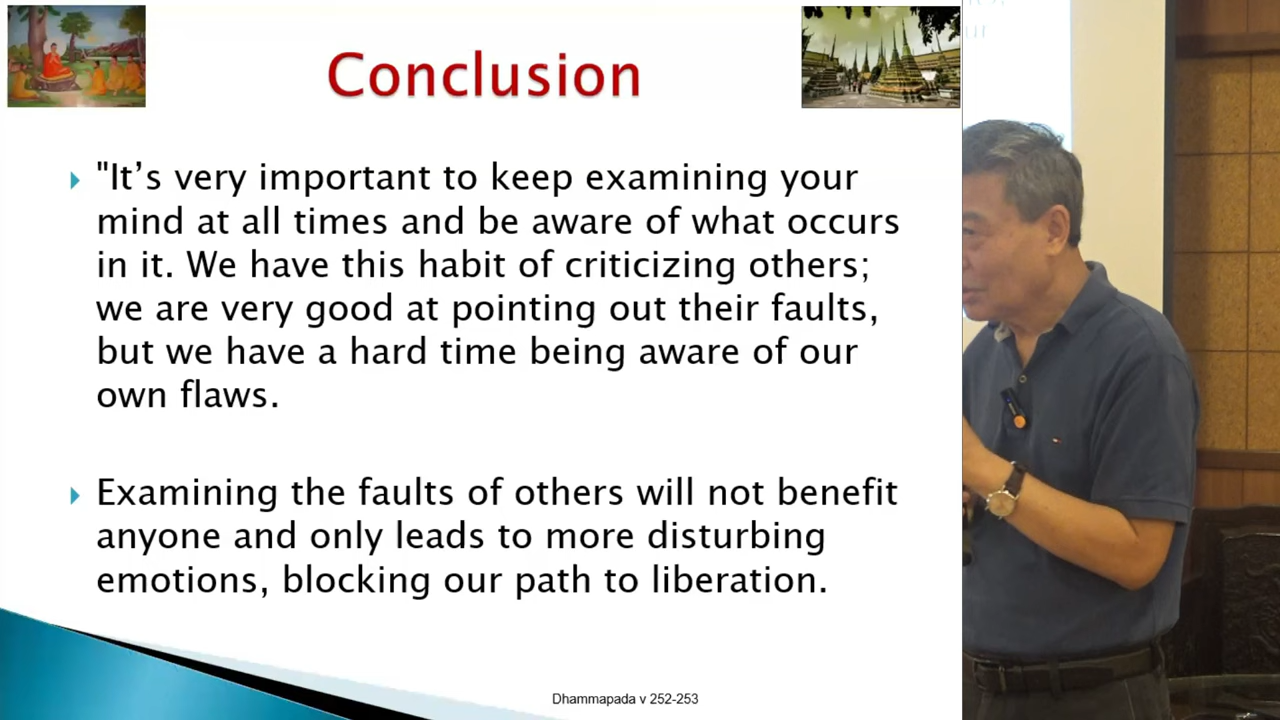 Conclusion
"It’s very important to keep examining your
mind at all times and be aware of what occurs
in it. We have this habit of criticizing others;
we are very good at pointing out their faults,
but we have a hard time being aware of our
own flaws.
Examining the faults of others will not benefit
anyone and only leads to more disturbing
emotions, blocking our path to liberation.
Dhammapada v 252-253